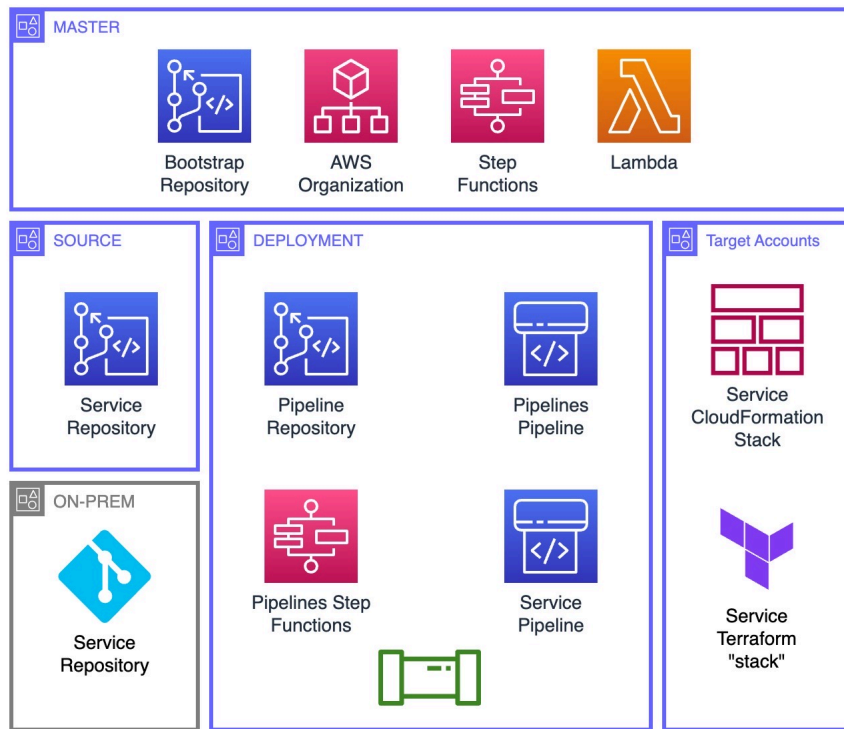 MASTER
Bootstrap
Repository
AWS
Organization
Step
Functions
Lambda
SOURCE
Service
Repository
DEPLOYMENT
Pipeline
Repository
Pipelines
Pipeline
Pipelines Step
Functions
Service
Pipeline
Target Accounts
Service
CloudFormation
Stack
Service
Terraform
"stack"
ON-PREM
Service
Repository